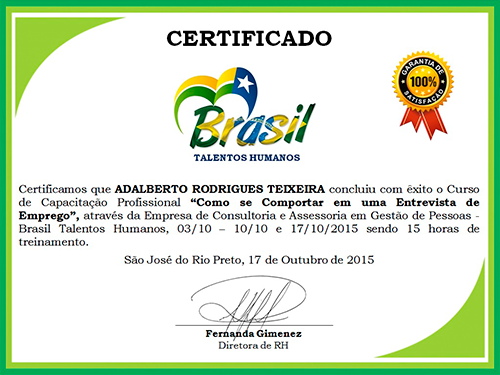 CERTIFICADO
GARANTIA DE
100%
SATISFAÇÃO
Brasil
TALENTOS HUMANOS
Certificamos que ADALBERTO RODRIGUES TEIXEIRA concluiu com êxito o Curso
de Capacitação Profissional “Como se Comportar em uma Entrevista de
Emprego”, através da Empresa de Consultoria e Assessoria em Gestão de Pessoas -
Brasil Talentos Humanos, 03/10 – 10/10 e 17/10/2015 sendo 15 horas de
treinamento.
São José do Rio Preto, 17 de Outubro de 2015
Fernanda Gimenez
Diretora de RH